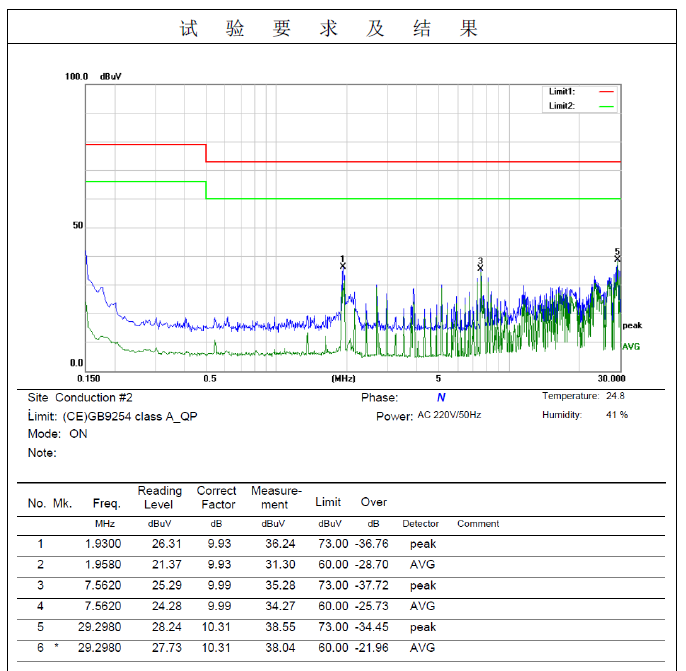 试 验 要 求 及 结 果
100.0 dBuV
Limit1:
Limit2:
50
1
3
5
peak
AVG
0.0
0.150 0.5 (MHz) 5 30.000
Site Conduction #2 Phase: N Temperature: 24.8
Limit: (CE)GB9254 class A_QP Power: AC 220V/50Hz Humidity: 41 %
Mode: ON
Note:
No. Mk. Freq. Reading Level Correct Factor Measure-ment Limit Over
MHz dBuV dB dBuV dBuV dB Detector Comment
1 1.9300 26.31 9.93 36.24 73.00 -36.76 peak
2 1.9580 21.37 9.93 31.30 60.00 -28.70 AVG
3 7.5620 25.29 9.99 35.28 73.00 -37.72 peak
4 7.5620 24.28 9.99 34.27 60.00 -25.73 AVG
5 29.2980 28.24 10.31 38.55 73.00 -34.45 peak
6 * 29.2980 27.73 10.31 38.04 60.00 -21.96 AVG